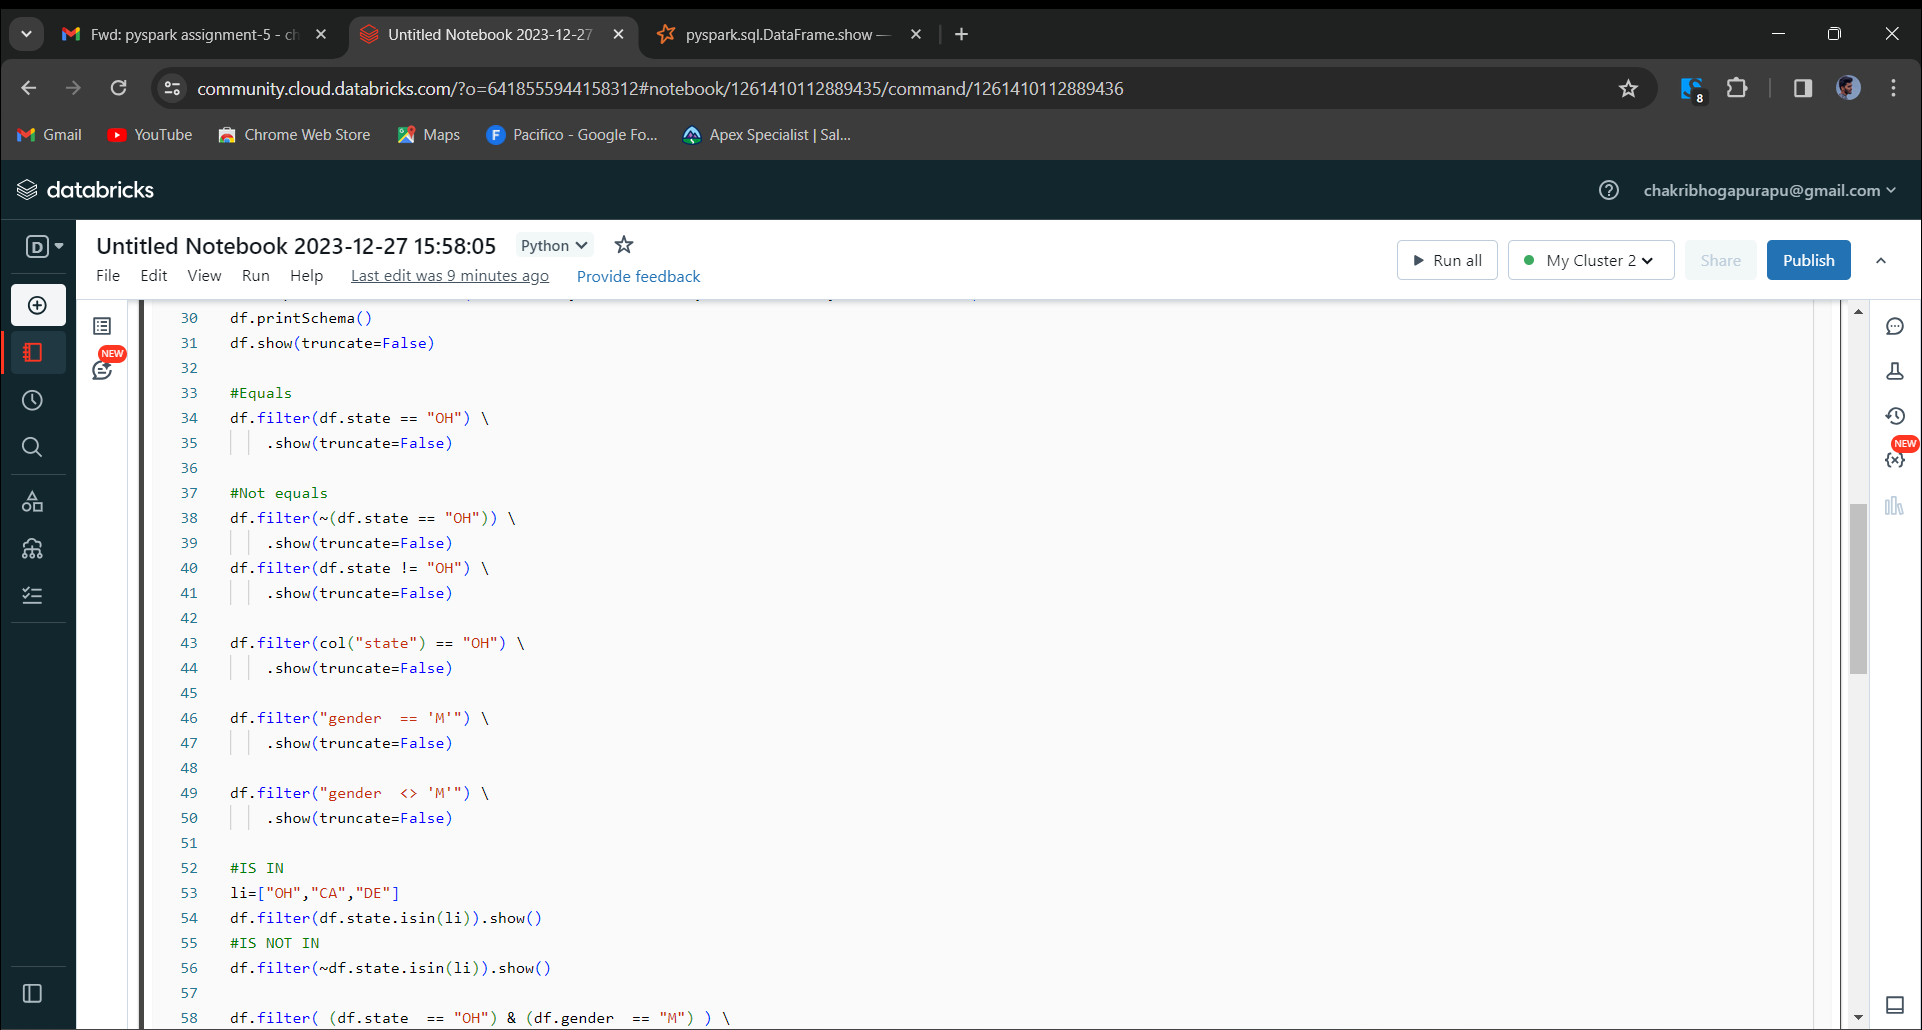 Fwd: pyspark assignment-5 - ch
Untitled Notebook 2023-12-27
pyspark.sql.DataFrame.show —
community.cloud.databricks.com/?o=6418555944158312#notebook/1261410112889435/command/1261410112889436
8
Gmail
YouTube
Chrome Web Store
Maps
F
Pacifico - Google Fo...
Apex Specialist | Sal...
databricks
chakribhogapurapu@gmail.com
D
Untitled Notebook 2023-12-27 15:58:05
Python
File Edit View Run Help Last edit was 9 minutes ago Provide feedback
Run all
My Cluster 2
Share
Publish
NEW
NEW
30 df.printSchema()
31 df.show(truncate=False)
32
33 #Equals
34 df.filter(df.state == "OH") \
35     .show(truncate=False)
36
37 #Not equals
38 df.filter(~(df.state == "OH")) \
39     .show(truncate=False)
40 df.filter(df.state != "OH") \
41     .show(truncate=False)
42
43 df.filter(col("state") == "OH") \
44     .show(truncate=False)
45
46 df.filter("gender  == 'M'") \
47     .show(truncate=False)
48
49 df.filter("gender  <> 'M'") \
50     .show(truncate=False)
51
52 #IS IN
53 li=["OH","CA","DE"]
54 df.filter(df.state.isin(li)).show()
55 #IS NOT IN
56 df.filter(~df.state.isin(li)).show()
57
58 df.filter( (df.state  == "OH") & (df.gender  == "M") ) \